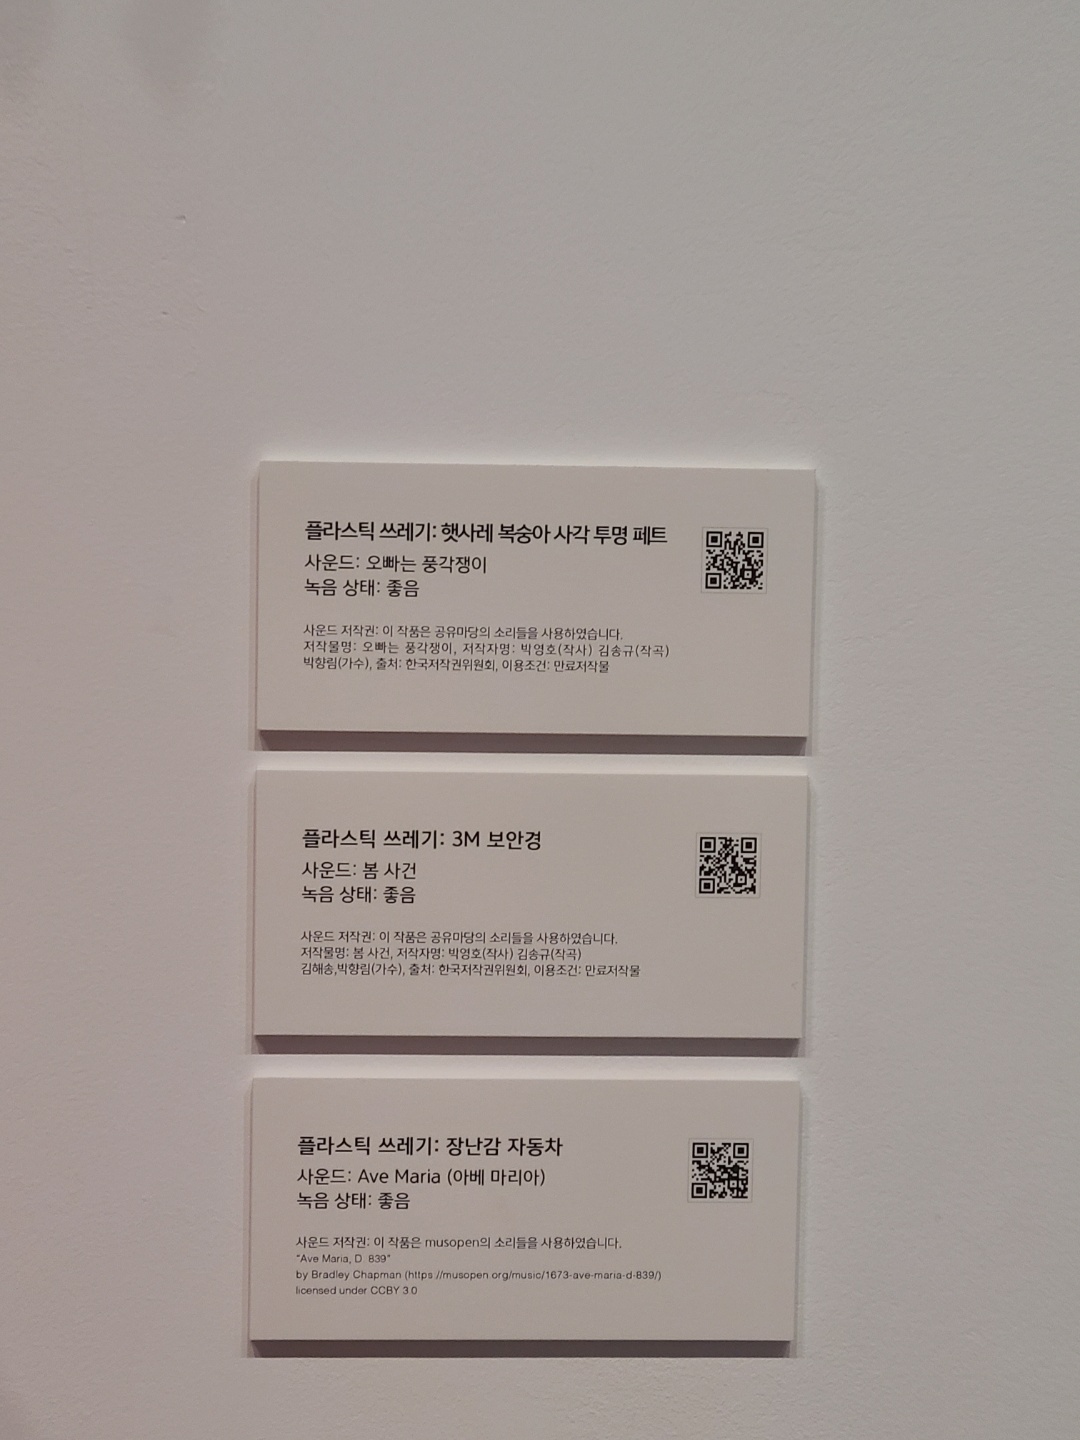 플라스틱 쓰레기: 햇사레 복숭아 사각 투명 페트
사운드: 오빠는 풍각쟁이
녹음 상태: 좋음
사운드 저작권: 이 작품은 공유마당의 소리들을 사용하였습니다.
저작물명: 오빠는 풍각쟁이, 저작자명: 박영호(작사) 김송규(작곡)
박향림(가수), 출처: 한국저작권위원회, 이용조건: 만료저작물
플라스틱 쓰레기: 3M 보안경
사운드: 봄 사건
녹음 상태: 좋음
사운드 저작권: 이 작품은 공유마당의 소리들을 사용하였습니다.
저작물명: 봄 사건, 저작자명: 박영호(작사) 김송규(작곡)
김해송,박향림(가수), 출처: 한국저작권위원회, 이용조건: 만료저작물
플라스틱 쓰레기: 장난감 자동차
사운드: Ave Maria (아베 마리아)
녹음 상태: 좋음
사운드 저작권: 이 작품은 musopen의 소리들을 사용하였습니다.
"Ave Maria, D. 839"
by Bradley Chapman (https://musopen.org/music/1673-ave-maria-d-839/)
licensed under CCBY 3.0